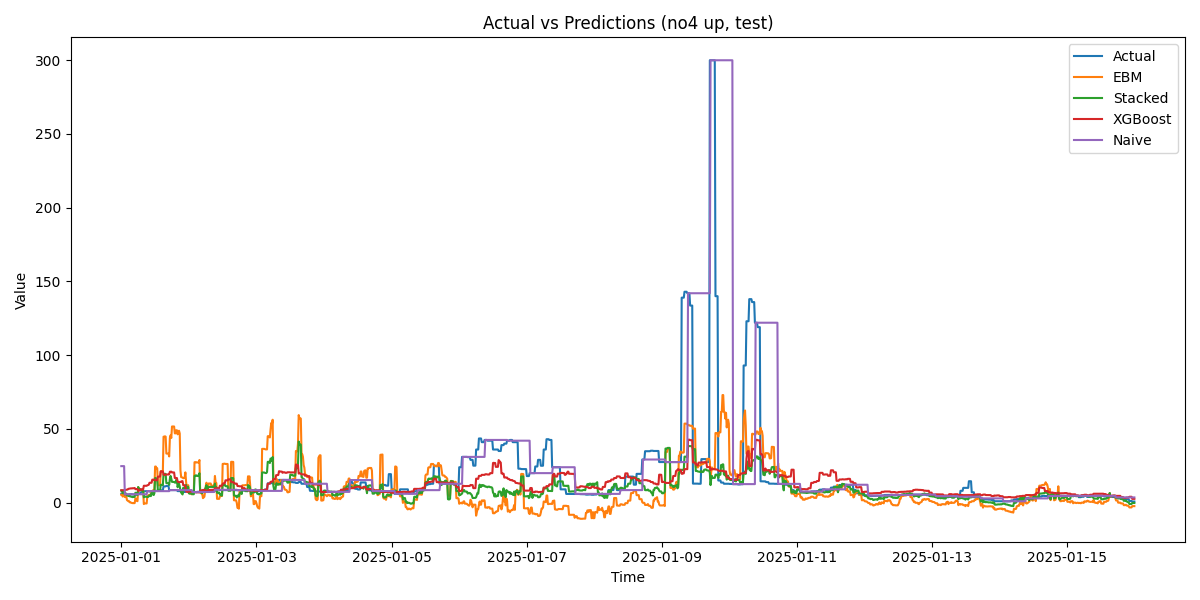 Actual vs Predictions (no4 up, test)
Actual
EBM
Stacked
XGBoost
Naive
Value
300
250
200
150
100
50
0
2025-01-01 2025-01-03 2025-01-05 2025-01-07 2025-01-09 2025-01-11 2025-01-13 2025-01-15
Time